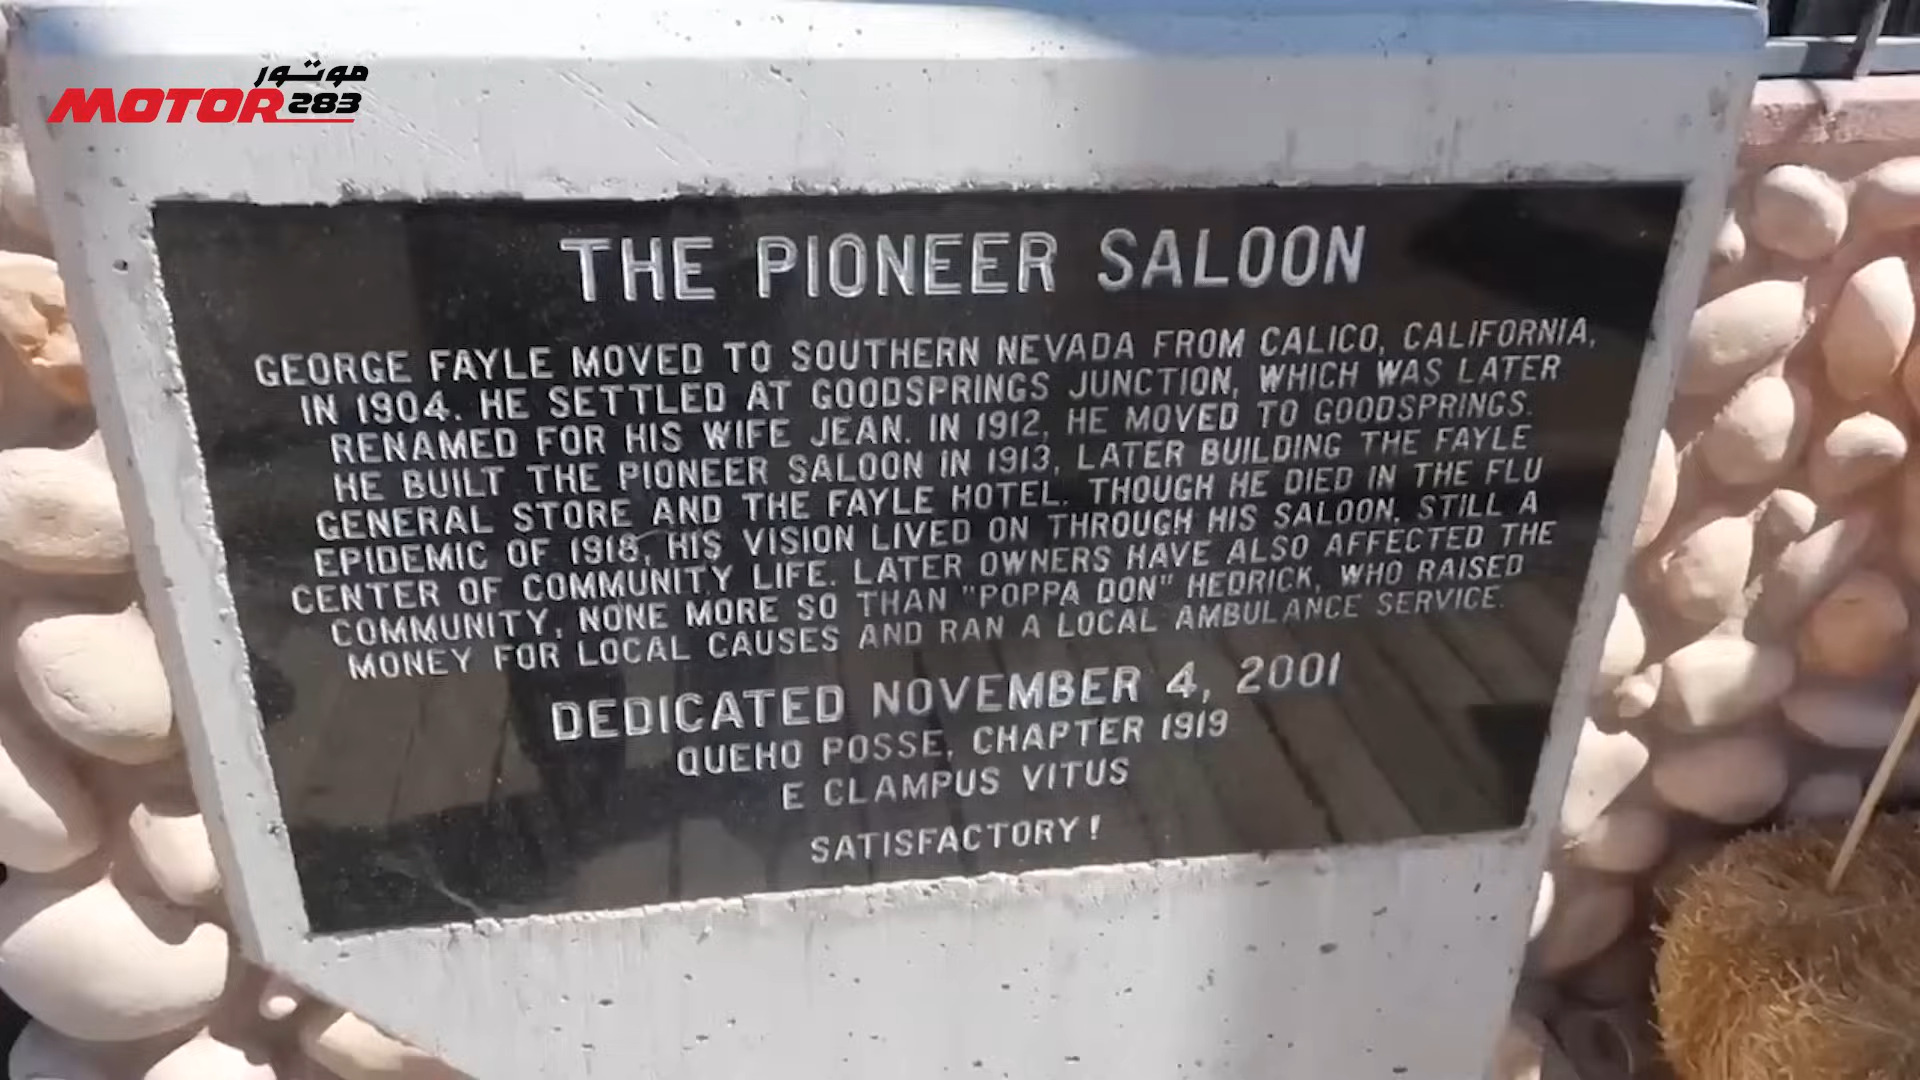 موتور
MOTOR283
THE PIONEER SALOON
GEORGE FAYLE MOVED TO SOUTHERN NEVADA FROM CALICO, CALIFORNIA,
IN 1904. HE SETTLED AT GOODSPRINGS JUNCTION, WHICH WAS LATER
RENAMED FOR HIS WIFE JEAN. IN 1912, HE MOVED TO GOODSPRINGS.
HE BUILT THE PIONEER SALOON IN 1913, LATER BUILDING THE FAYLE
GENERAL STORE AND THE FAYLE HOTEL. THOUGH HE DIED IN THE FLU
EPIDEMIC OF 1918, HIS VISION LIVED ON THROUGH HIS SALOON, STILL A
CENTER OF COMMUNITY LIFE. LATER OWNERS HAVE ALSO AFFECTED THE
COMMUNITY, NONE MORE SO THAN "POPPA DON" HEDRICK, WHO RAISED
MONEY FOR LOCAL CAUSES AND RAN A LOCAL AMBULANCE SERVICE.
DEDICATED NOVEMBER 4, 2001
QUEHO POSSE, CHAPTER 1919
E CLAMPUS VITUS
SATISFACTORY!